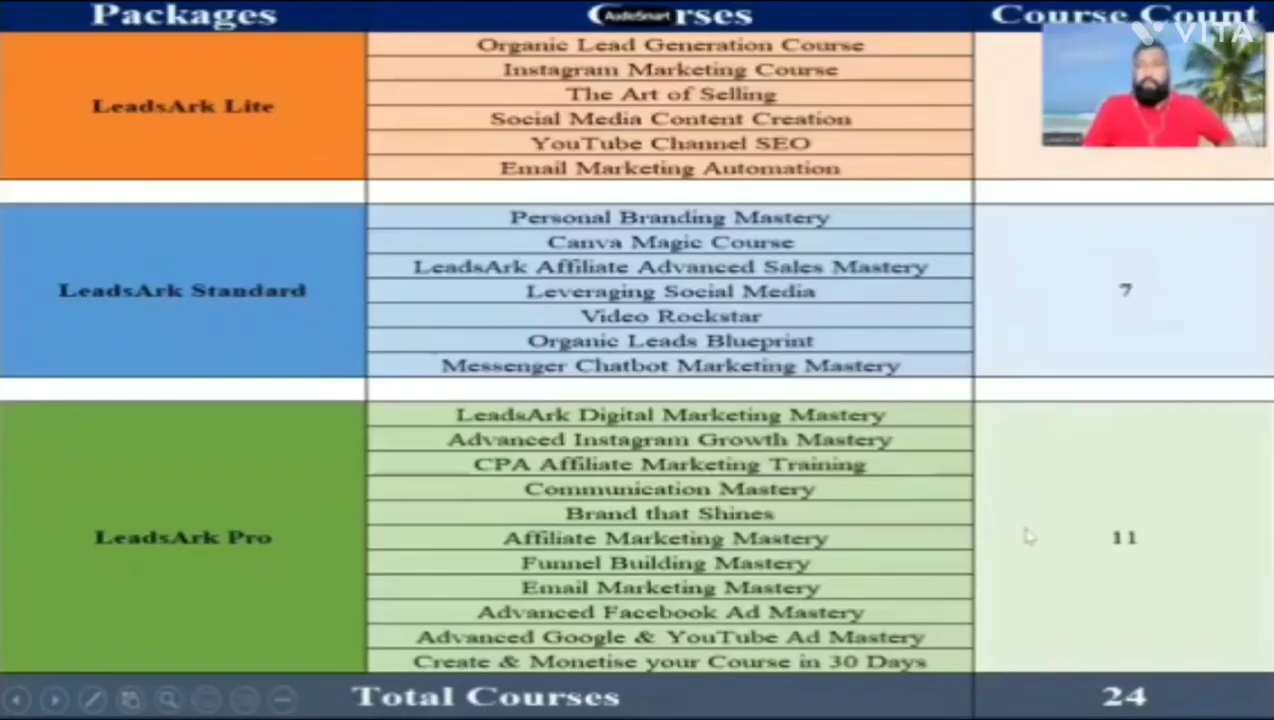 Packages Courses Course Count
AudioSmart
VITA
LeadsArk Lite
Organic Lead Generation Course
Instagram Marketing Course
The Art of Selling
Social Media Content Creation
YouTube Channel SEO
Email Marketing Automation
LeadsArk Standard
Personal Branding Mastery
Canva Magic Course
LeadsArk Affiliate Advanced Sales Mastery
Leveraging Social Media
Video Rockstar
Organic Leads Blueprint
Messenger Chatbot Marketing Mastery
7
LeadsArk Pro
LeadsArk Digital Marketing Mastery
Advanced Instagram Growth Mastery
CPA Affiliate Marketing Training
Communication Mastery
Brand that Shines
Affiliate Marketing Mastery
Funnel Building Mastery
Email Marketing Mastery
Advanced Facebook Ad Mastery
Advanced Google & YouTube Ad Mastery
Create & Monetise your Course in 30 Days
11
Total Courses 24